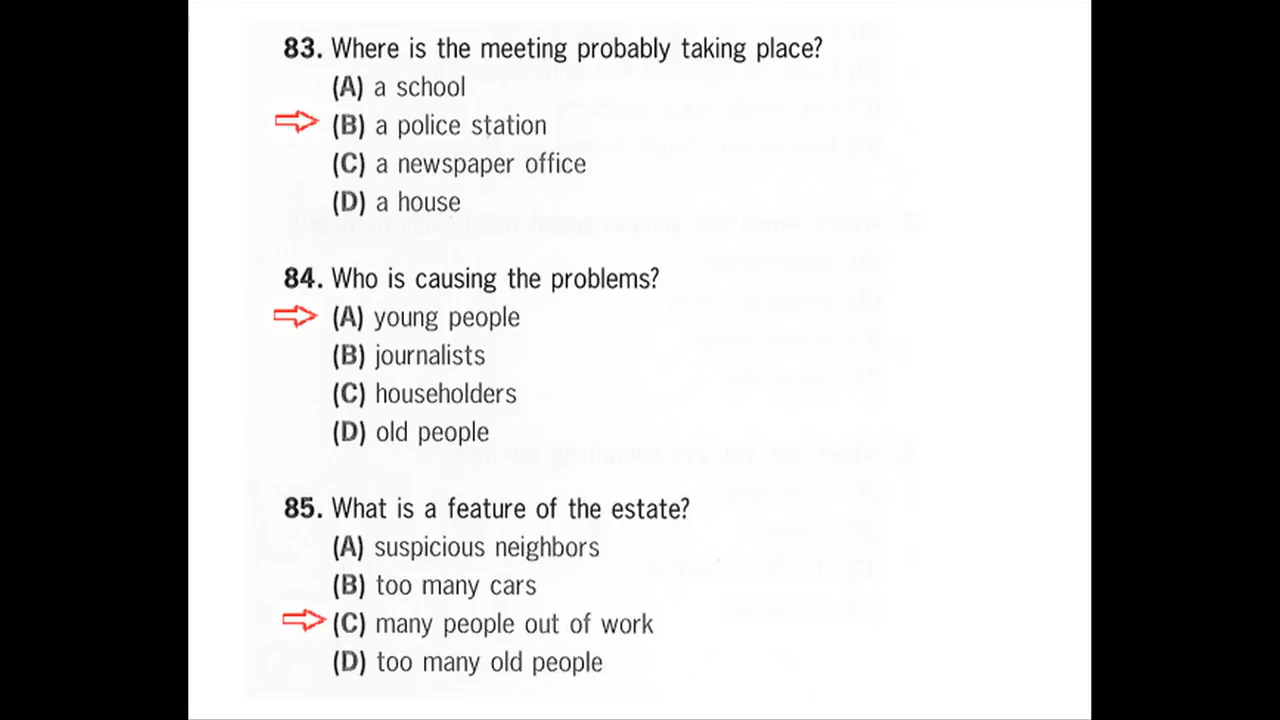 83. Where is the meeting probably taking place?
(A) a school
(B) a police station
(C) a newspaper office
(D) a house
84. Who is causing the problems?
(A) young people
(B) journalists
(C) householders
(D) old people
85. What is a feature of the estate?
(A) suspicious neighbors
(B) too many cars
(C) many people out of work
(D) too many old people